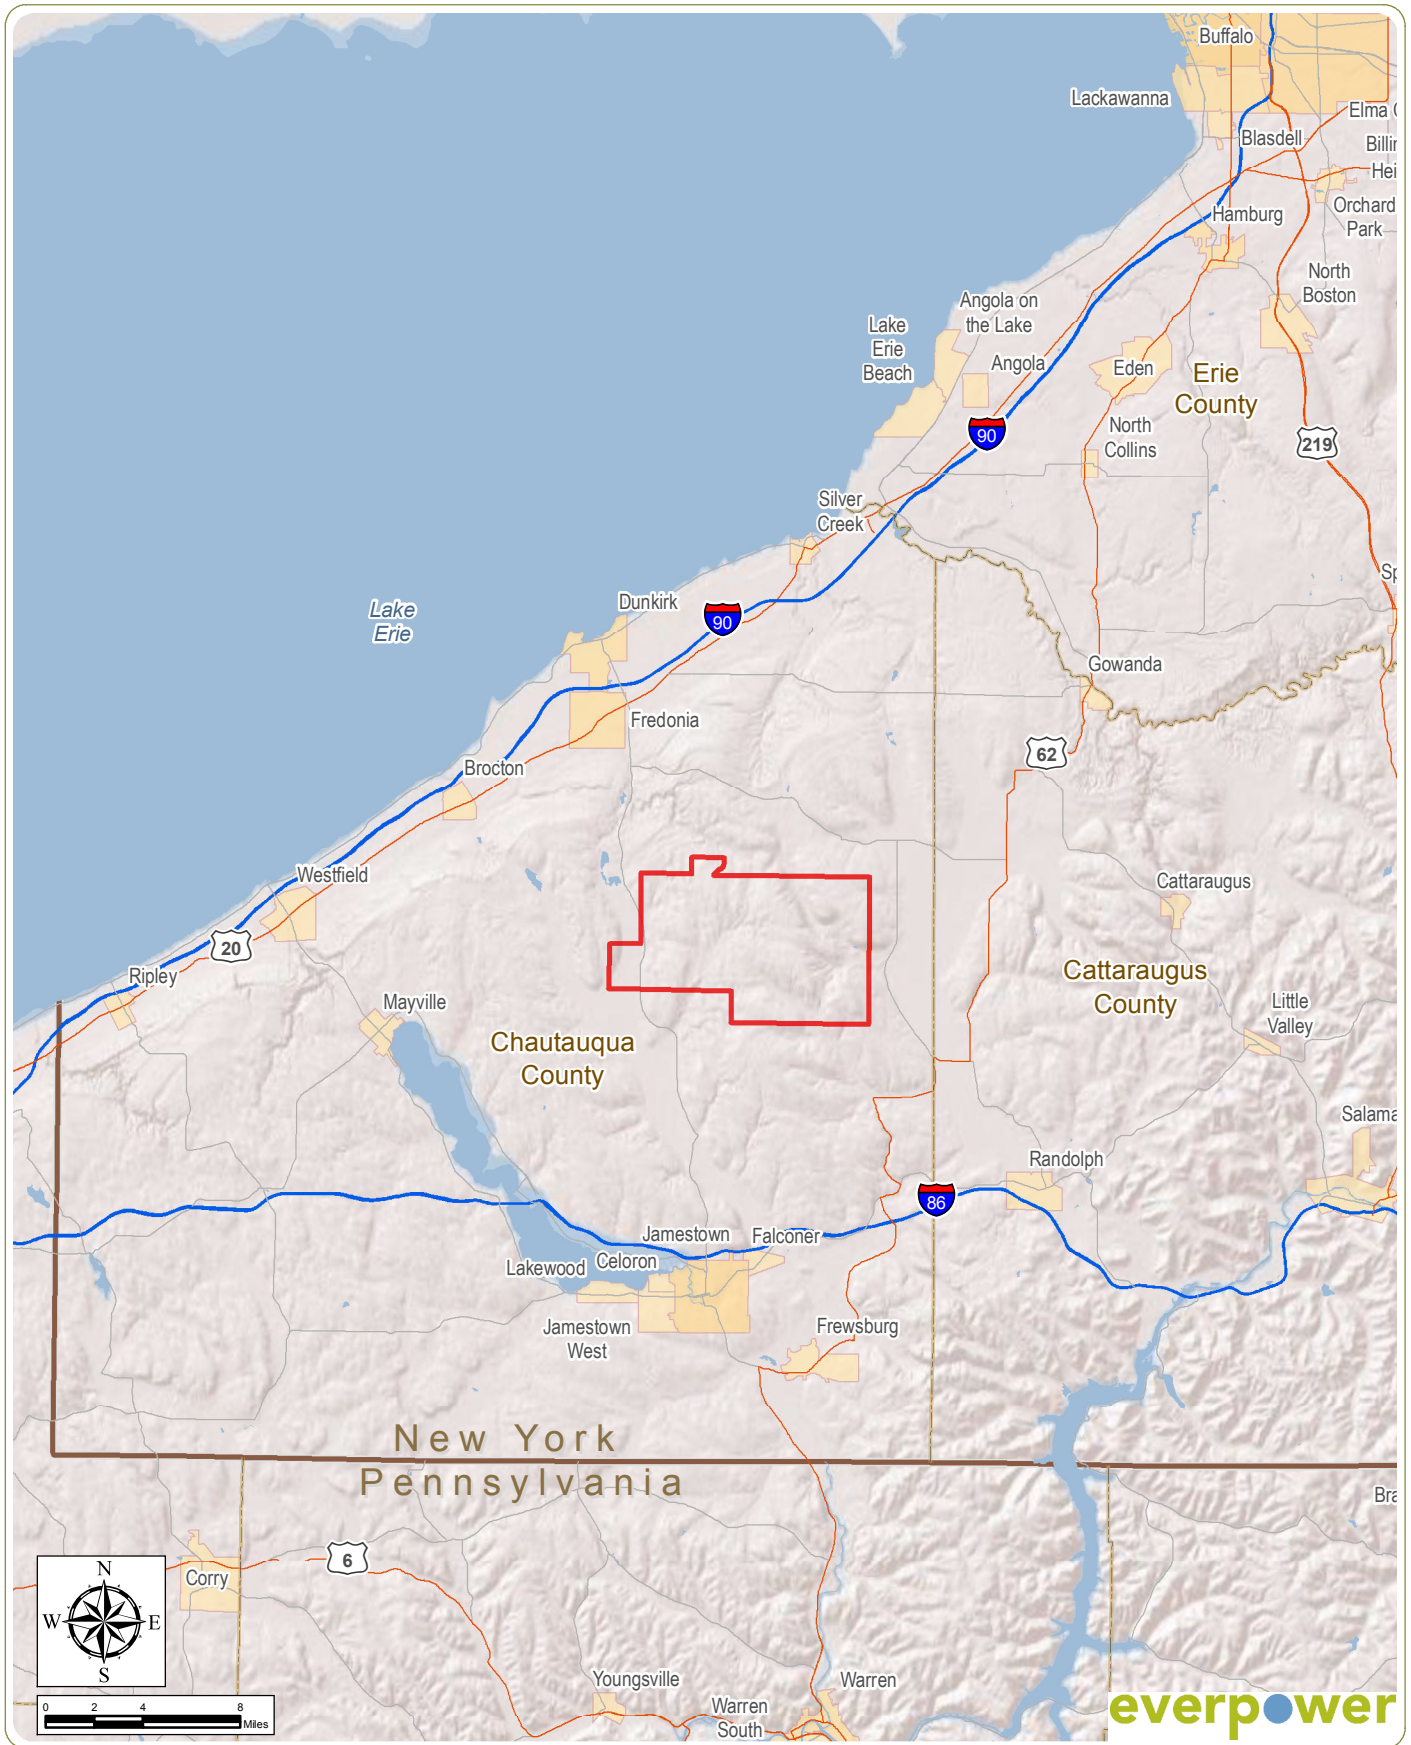 Buffalo
Lackawanna
Elma
Blasdell
Orchard
Park
Hamburg
North
Boston
Angola on
the Lake
Lake
Erie
Beach
Angola
Eden
Erie
County
North
Collins
90
219
Silver
Creek
Lake
Erie
Dunkirk
90
Gowanda
Fredonia
62
Brocton
Westfield
Cattaraugus
20
Ripley
Cattaraugus
County
Mayville
Little
Valley
Chautauqua
County
Salama
Randolph
86
Jamestown
Falconer
Lakewood
Celoron
Jamestown
West
Frewsburg
New York
Pennsylvania
Bra
6
Corry
N
W
E
S
Youngsville
Warren
Warren
South
0 2 4 8
Miles
everpower